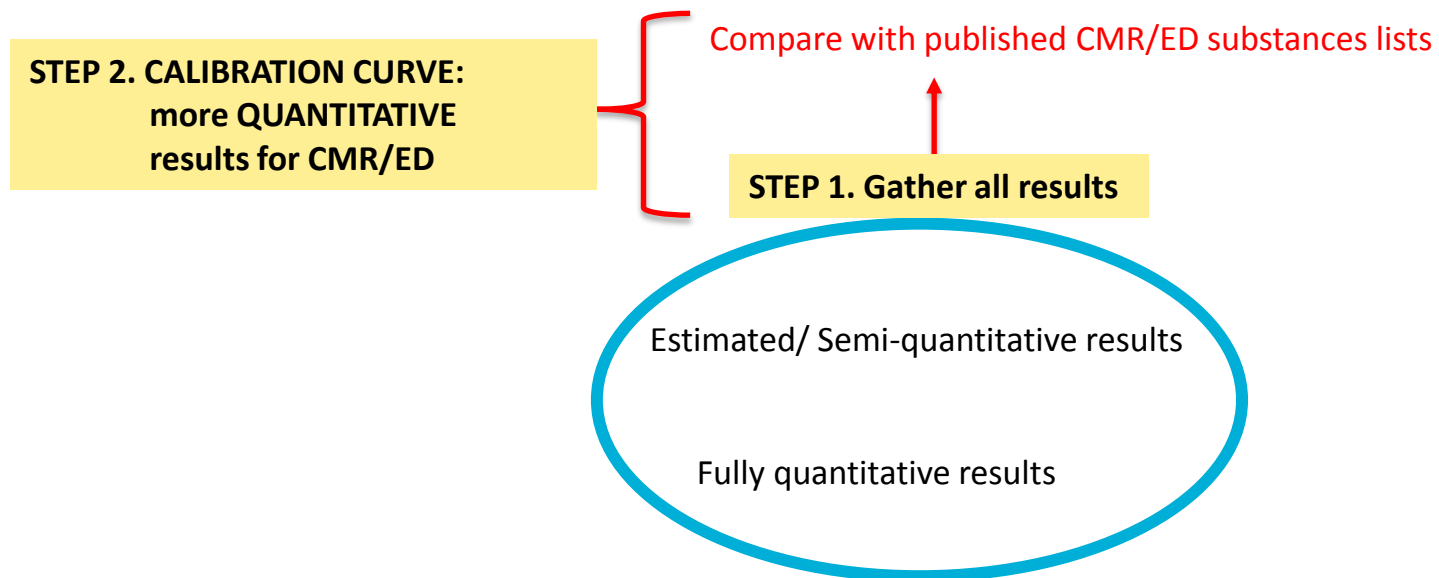 STEP 2. CALIBRATION CURVE:
more QUANTITATIVE
results for CMR/ED
Compare with published CMR/ED substances lists
STEP 1. Gather all results
Estimated/ Semi-quantitative results
Fully quantitative results